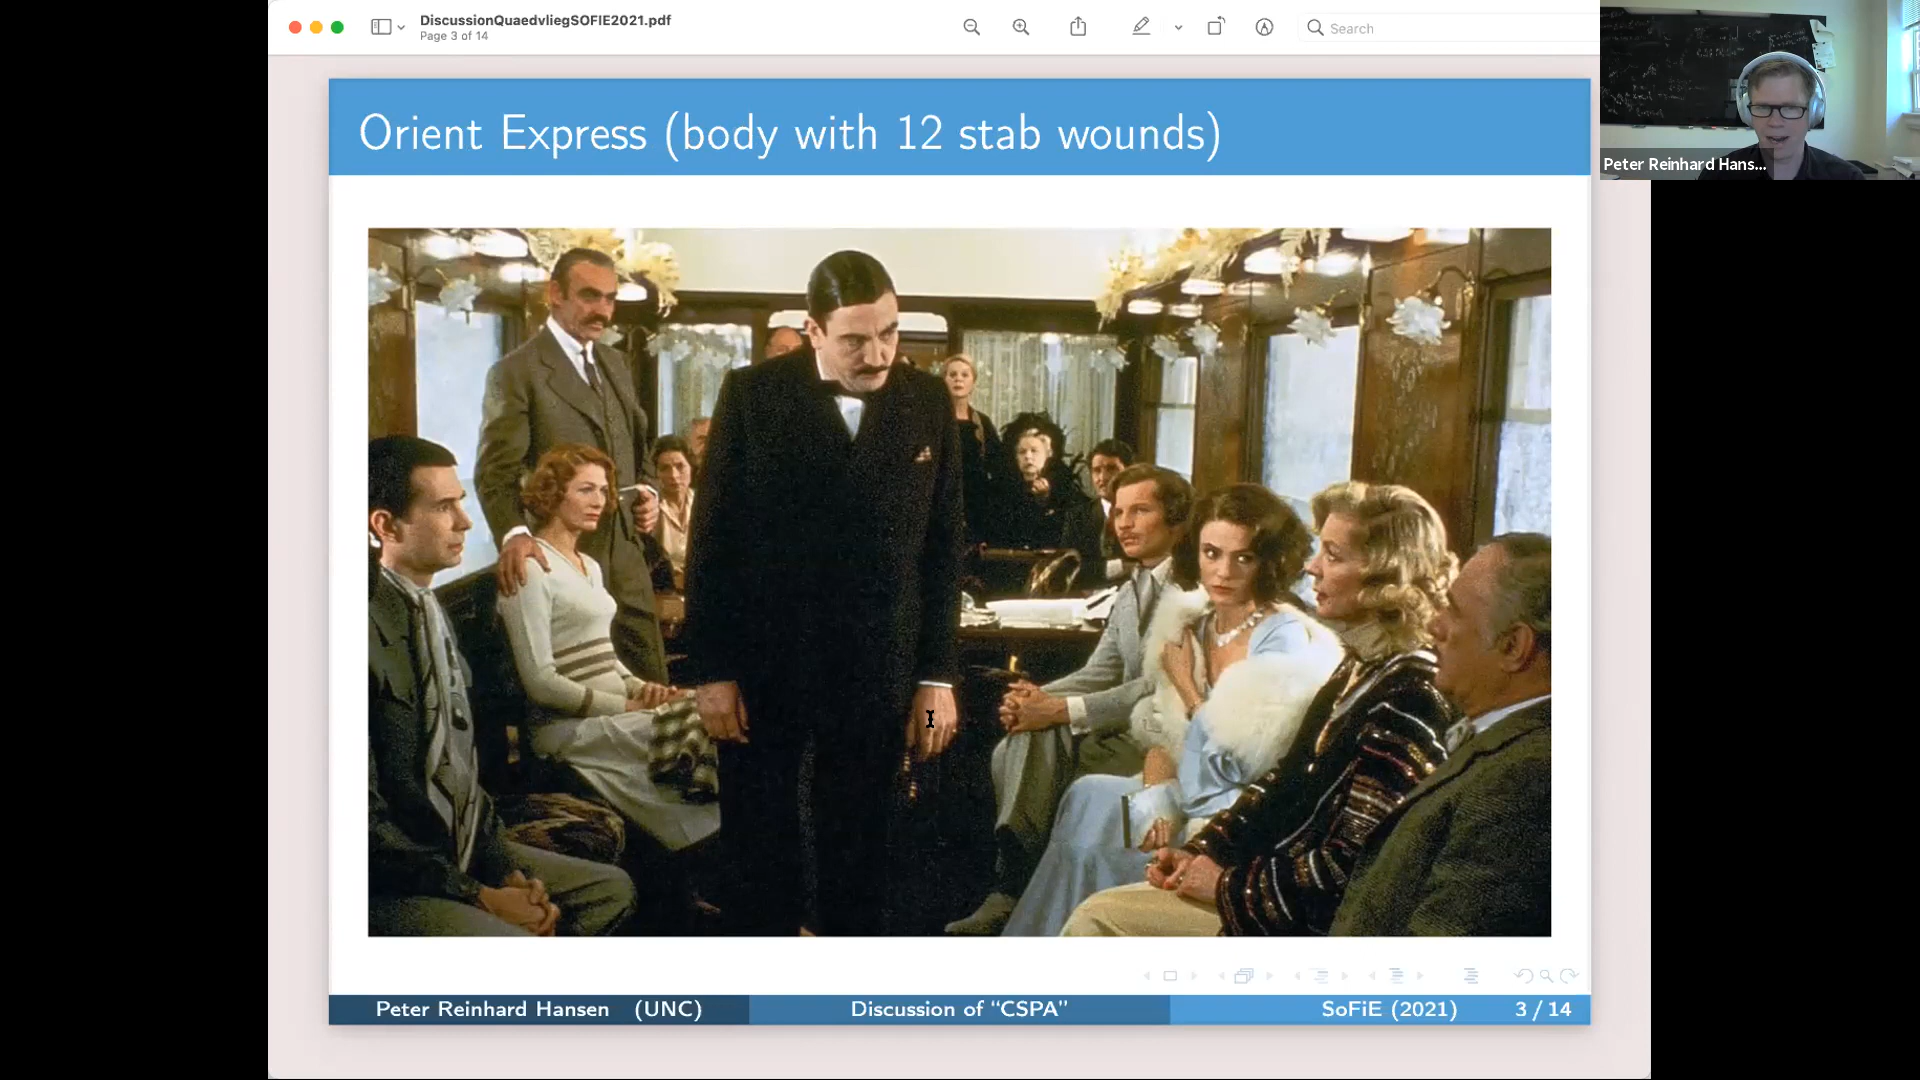 DiscussionQuaedvliegSOFIE2021.pdf
Page 3 of 14
Search
Peter Reinhard Hans...
Orient Express (body with 12 stab wounds)
Peter Reinhard Hansen (UNC)
Discussion of “CSPA”
SoFiE (2021)
3 / 14